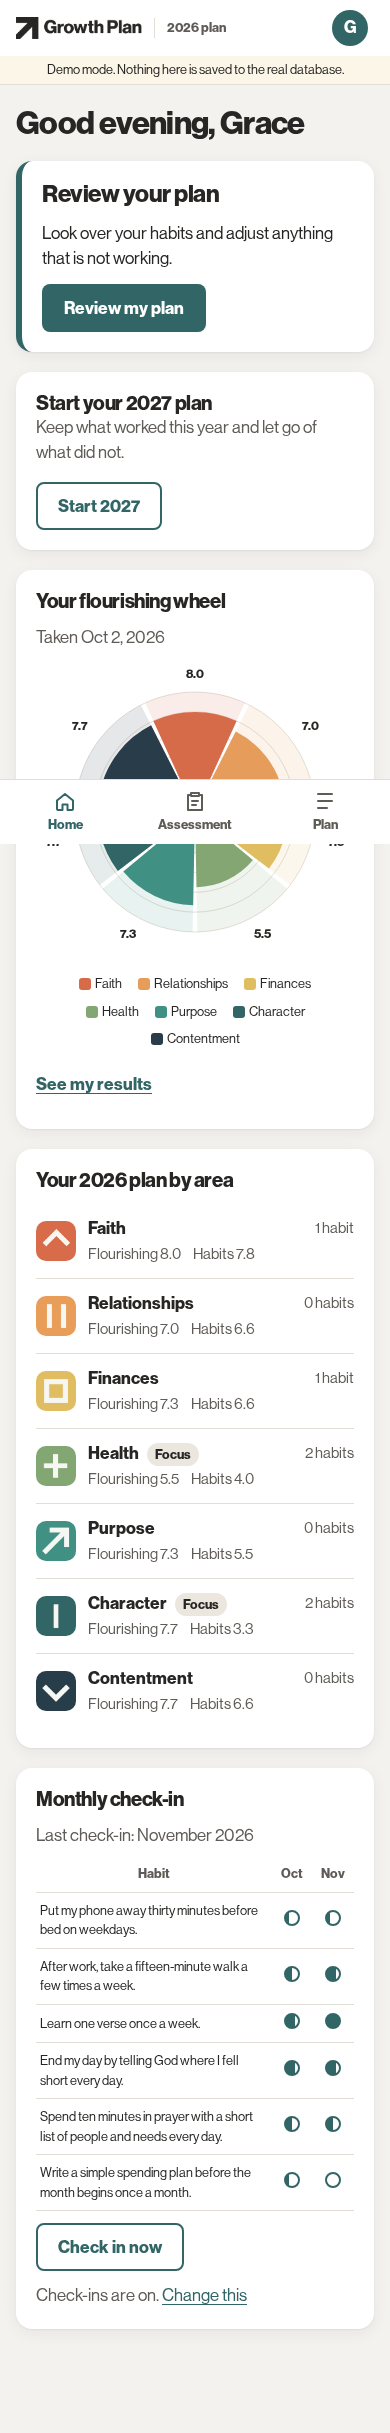 Growth Plan
2026 plan
G
Demo mode. Nothing here is saved to the real database.
Good evening, Grace
Review your plan
Look over your habits and adjust anything
that is not working.
Review my plan
Start your 2027 plan
Keep what worked this year and let go of
what did not.
Start 2027
Your flourishing wheel
Taken Oct 2, 2026
8.0
7.7
7.0
Home
Assessment
Plan
7.3
5.5
Faith
Relationships
Finances
Health
Purpose
Character
Contentment
See my results
Your 2026 plan by area
Faith
1 habit
Flourishing 8.0 Habits 7.8
Relationships
0 habits
Flourishing 7.0 Habits 6.6
Finances
1 habit
Flourishing 7.3 Habits 6.6
Health Focus
2 habits
Flourishing 5.5 Habits 4.0
Purpose
0 habits
Flourishing 7.3 Habits 5.5
Character Focus
2 habits
Flourishing 7.7 Habits 3.3
Contentment
0 habits
Flourishing 7.7 Habits 6.6
Monthly check-in
Last check-in: November 2026
Habit Oct Nov
Put my phone away thirty minutes before
bed on weekdays.
After work, take a fifteen-minute walk a
few times a week.
Learn one verse once a week.
End my day by telling God where I fell
short every day.
Spend ten minutes in prayer with a short
list of people and needs every day.
Write a simple spending plan before the
month begins once a month.
Check in now
Check-ins are on. Change this